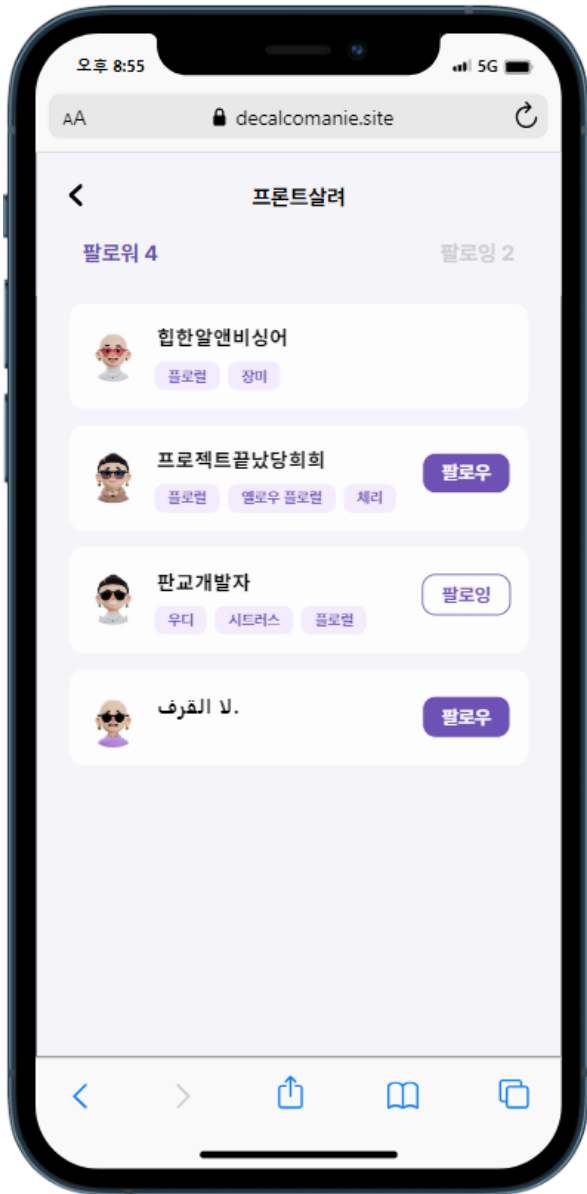 오후 8:55 5G
AA decalcomanie.site
프론트살려
팔로워 4 팔로잉 2
힙한알앤비싱어
플로럴 장미
프로젝트끝났당희희
플로럴 옐로우 플로럴 체리
팔로우
판교개발자
우디 시트러스 플로럴
팔로잉
لا القرف.
팔로우